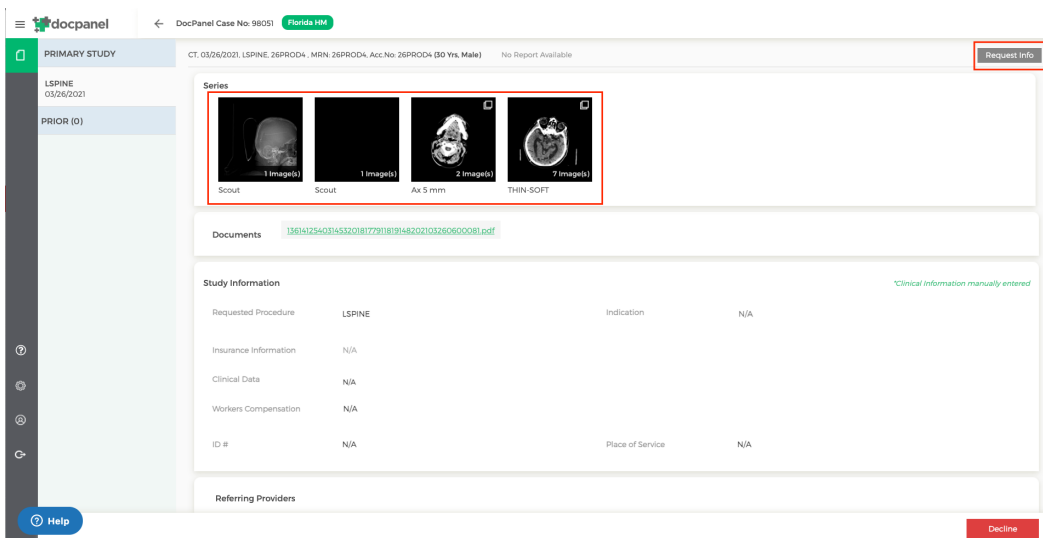 docpanel
DocPanel Case No: 98051 Florida HM
PRIMARY STUDY
CT, 03/26/2021, LSPINE, 26PROD4 , MRN: 26PROD4, Acc.No: 26PROD4 (30 Yrs, Male) No Report Available Request Info
LSPINE
03/26/2021
PRIOR (0)
Series
1 Image(s) 1 Image(s) 2 Image(s) 7 Image(s)
Scout Scout Ax 5 mm THIN-SOFT
Documents
Study Information *Clinical Information manually entered
Requested Procedure LSPINE Indication N/A
Insurance Information N/A
Clinical Data N/A
Workers Compensation N/A
ID # N/A Place of Service N/A
Referring Providers
Help Decline